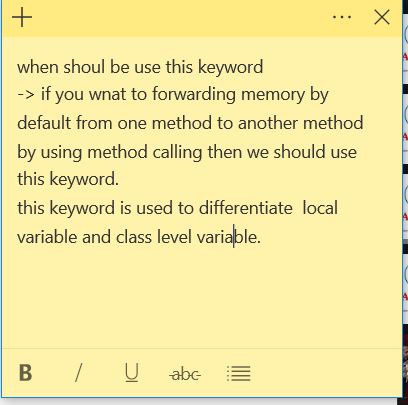 when shoul be use this keyword
-> if you wnat to forwarding memory by
default from one method to another method
by using method calling then we should use
this keyword.
this keyword is used to differentiate  local
variable and class level variable.
B / U abc